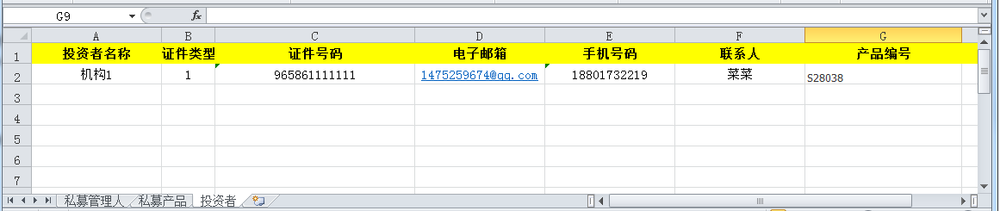 G9 fx
A B C D E F G
1 投资者名称 证件类型 证件号码 电子邮箱 手机号码 联系人 产品编号
2 机构1 1 965861111111 1475259674@qq.com 18801732219 菜菜 S28038
3
4
5
6
7
私募管理人 私募产品 投资者